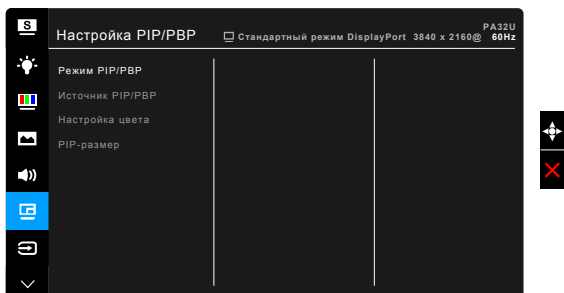 S
PA32U
Настройка PIP/PBP
Стандартный режим DisplayPort 3840 x 2160@ 60Hz
Режим PIP/PBP
Источник PIP/PBP
Настройка цвета
PIP-размер